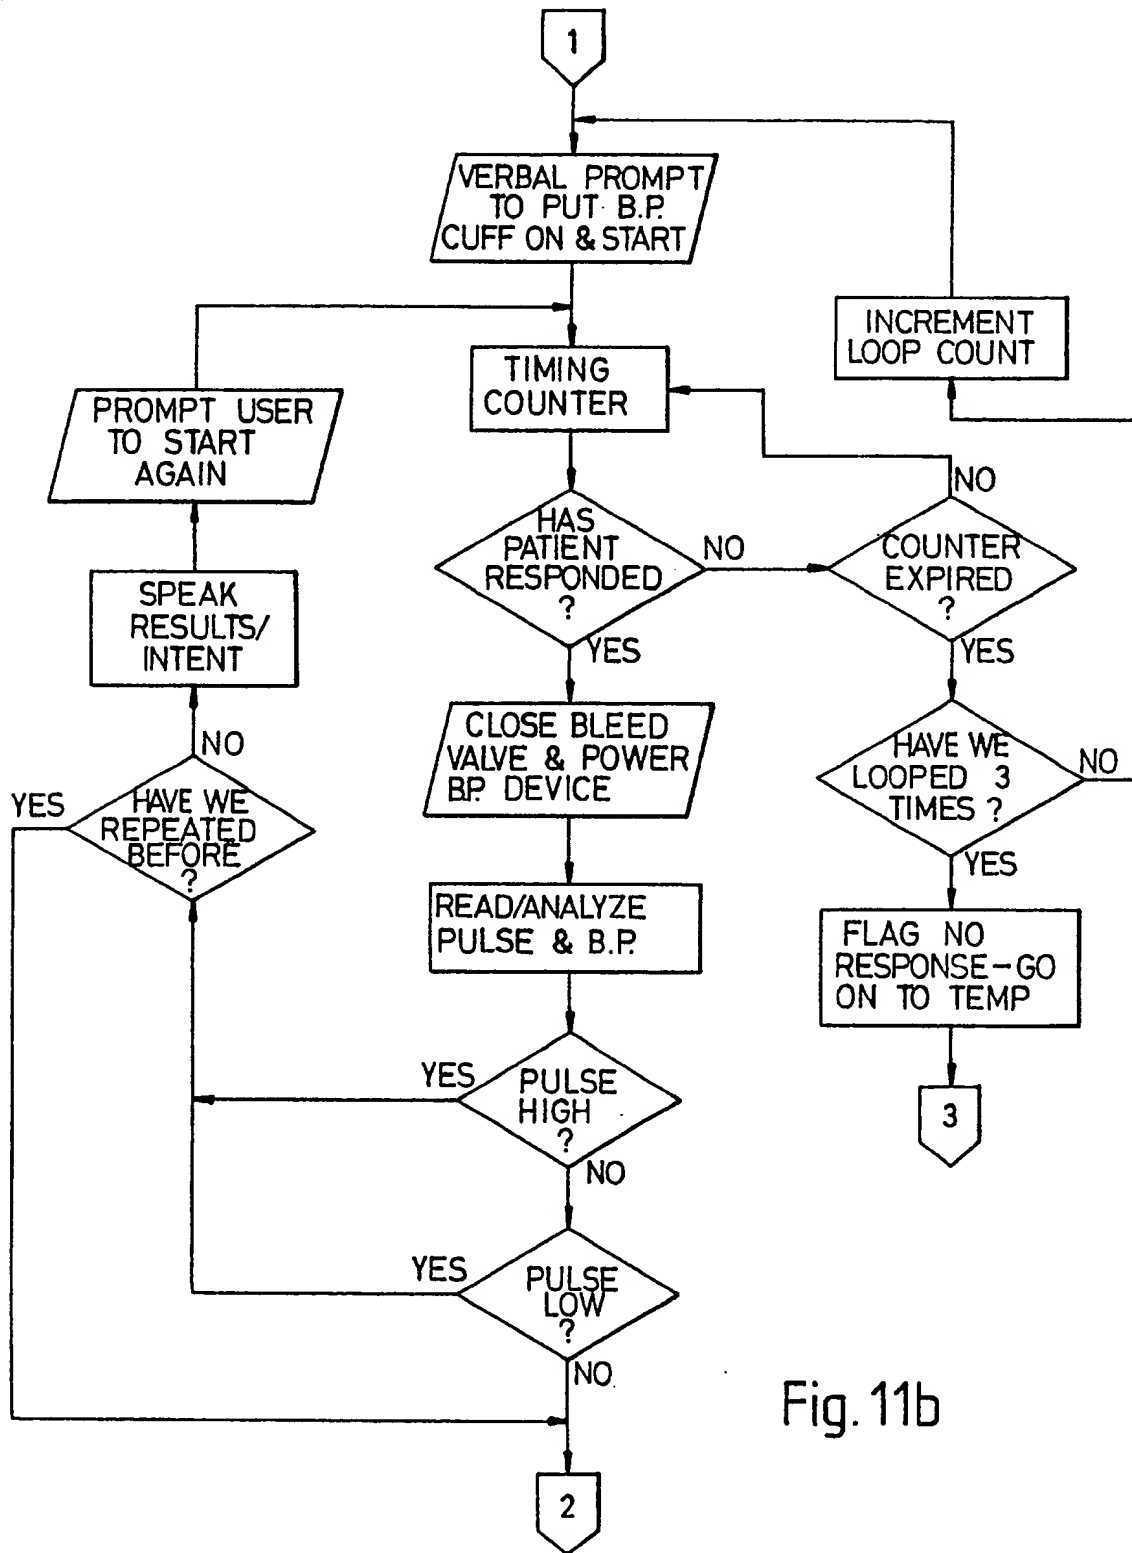 1
VERBAL PROMPT
TO PUT B.P.
CUFF ON & START
INCREMENT
LOOP COUNT
TIMING
COUNTER
PROMPT USER
TO START
AGAIN
NO
HAS
PATIENT
RESPONDED
?
NO
COUNTER
EXPIRED
?
SPEAK
RESULTS/
INTENT
YES
YES
CLOSE BLEED
VALVE & POWER
B.P. DEVICE
HAVE WE
LOOPED 3
TIMES ?
NO
NO
YES
HAVE WE
REPEATED
BEFORE
?
YES
READ/ANALYZE
PULSE & B.P.
FLAG NO
RESPONSE-GO
ON TO TEMP
YES
PULSE
HIGH
?
3
NO
YES
PULSE
LOW
?
NO
Fig. 11b
2